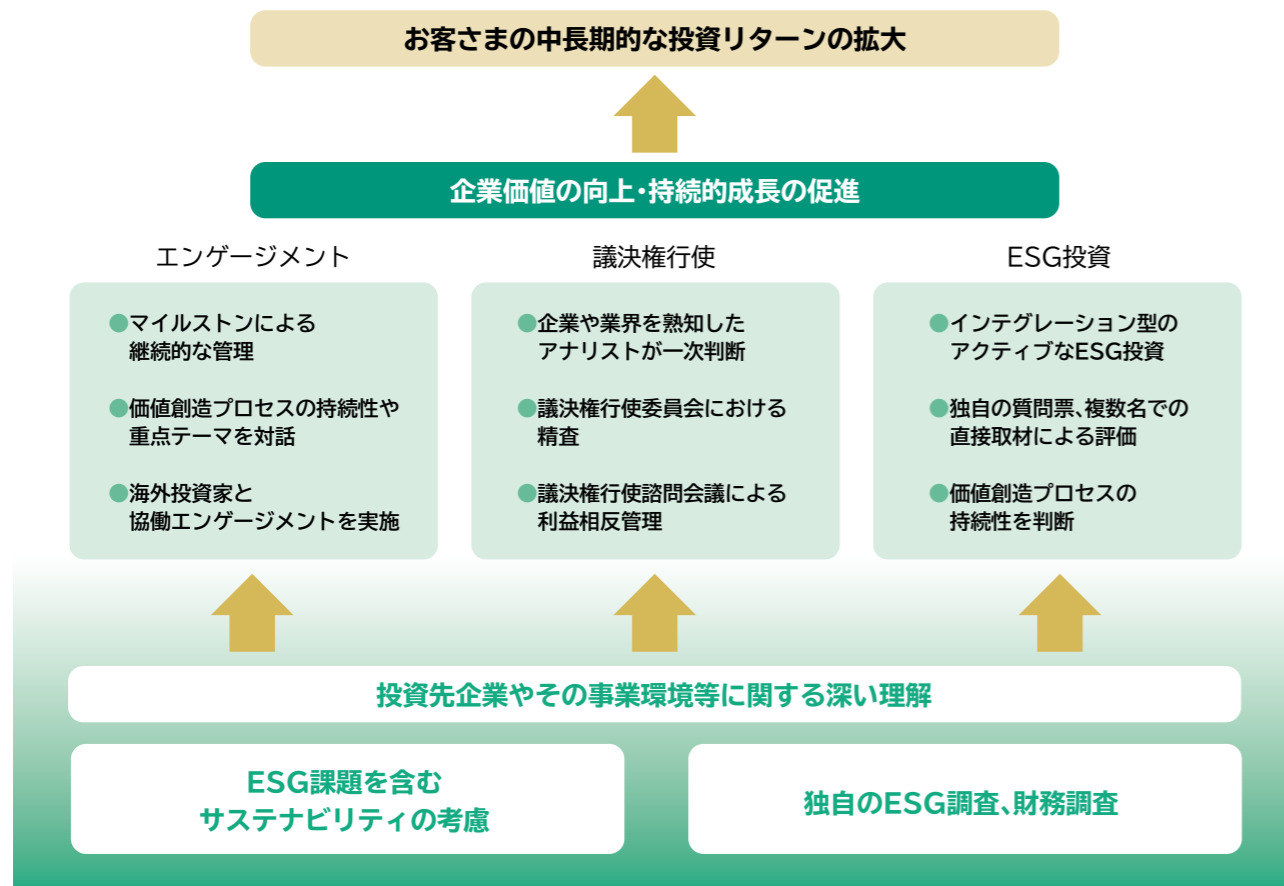 お客さまの中長期的な投資リターンの拡大
企業価値の向上・持続的成長の促進
エンゲージメント
●マイルストンによる
継続的な管理
●価値創造プロセスの持続性や
重点テーマを対話
●海外投資家と
協働エンゲージメントを実施
議決権行使
●企業や業界を熟知した
アナリストが一次判断
●議決権行使委員会における
精査
●議決権行使諮問会議による
利益相反管理
ESG投資
●インテグレーション型の
アクティブなESG投資
●独自の質問票、複数名での
直接取材による評価
●価値創造プロセスの
持続性を判断
投資先企業やその事業環境等に関する深い理解
ESG課題を含む
サステナビリティの考慮
独自のESG調査、財務調査